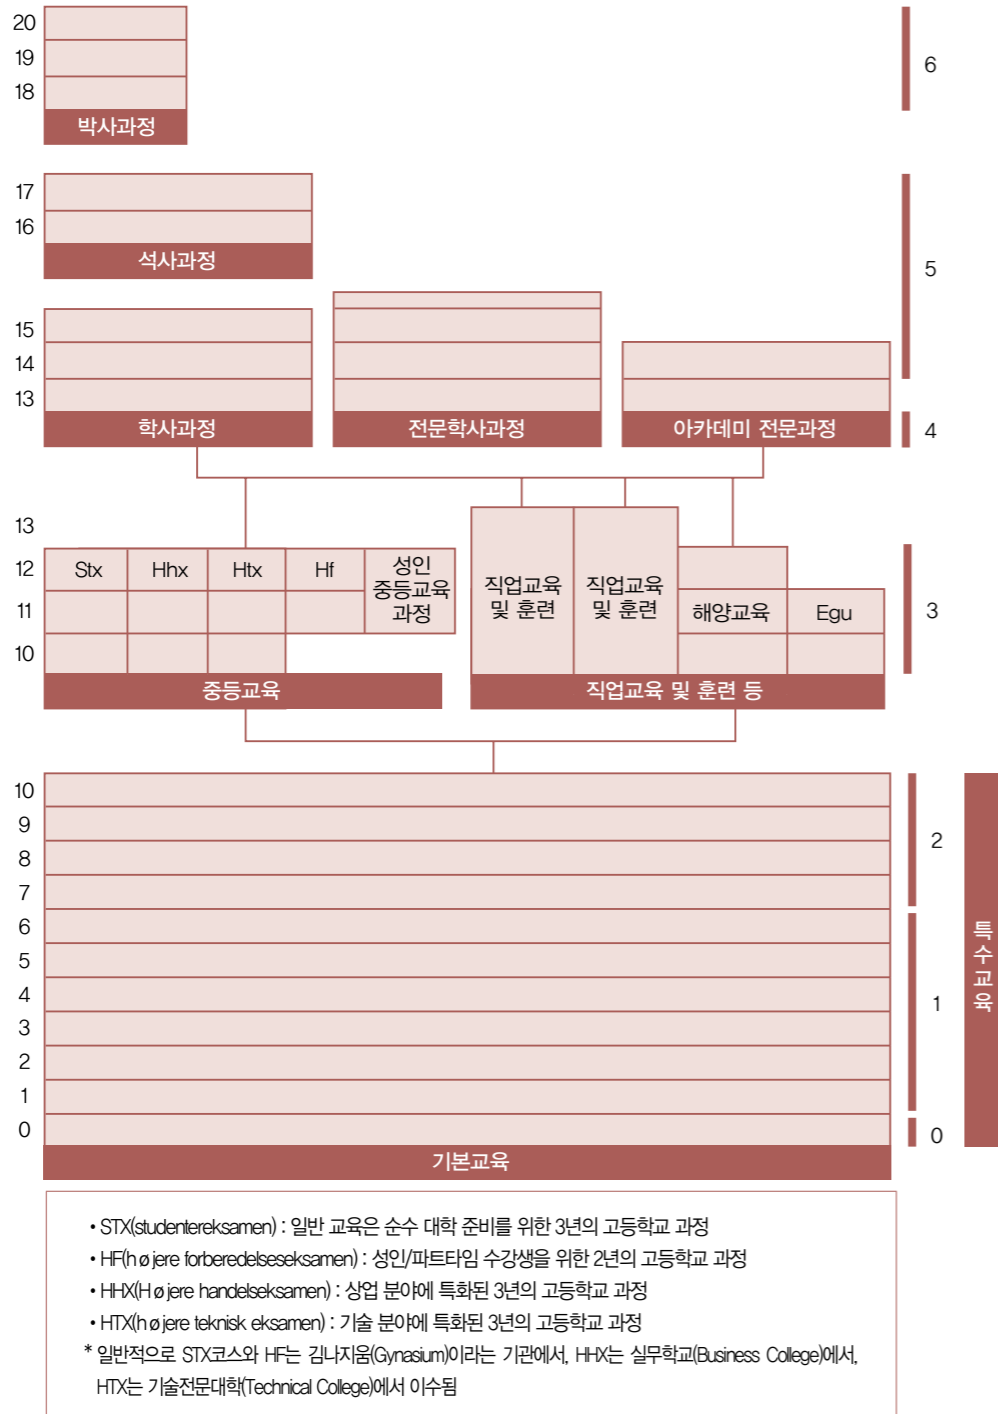 20
19
18
박사과정
6
17
16
석사과정
5
15
14
13
학사과정
전문학사과정
아카데미 전문과정
4
13
12
11
10
Stx
Hhx
Htx
Hf
성인
중등교육
과정
중등교육
직업교육
및 훈련
직업교육
및 훈련
해양교육
Egu
직업교육 및 훈련 등
3
10
9
8
7
6
5
4
3
2
1
0
기본교육
2
1
0
특수교육
• STX(studentereksamen) : 일반 교육은 순수 대학 준비를 위한 3년의 고등학교 과정
• HF(højere forberedelseseksamen) : 성인/파트타임 수강생을 위한 2년의 고등학교 과정
• HHX(Højere handelseksamen) : 상업 분야에 특화된 3년의 고등학교 과정
• HTX(højere teknisk eksamen) : 기술 분야에 특화된 3년의 고등학교 과정
* 일반적으로 STX코스와 HF는 김나지움(Gynasium)이라는 기관에서, HHX는 실무학교(Business College)에서,
HTX는 기술전문대학(Technical College)에서 이수됨